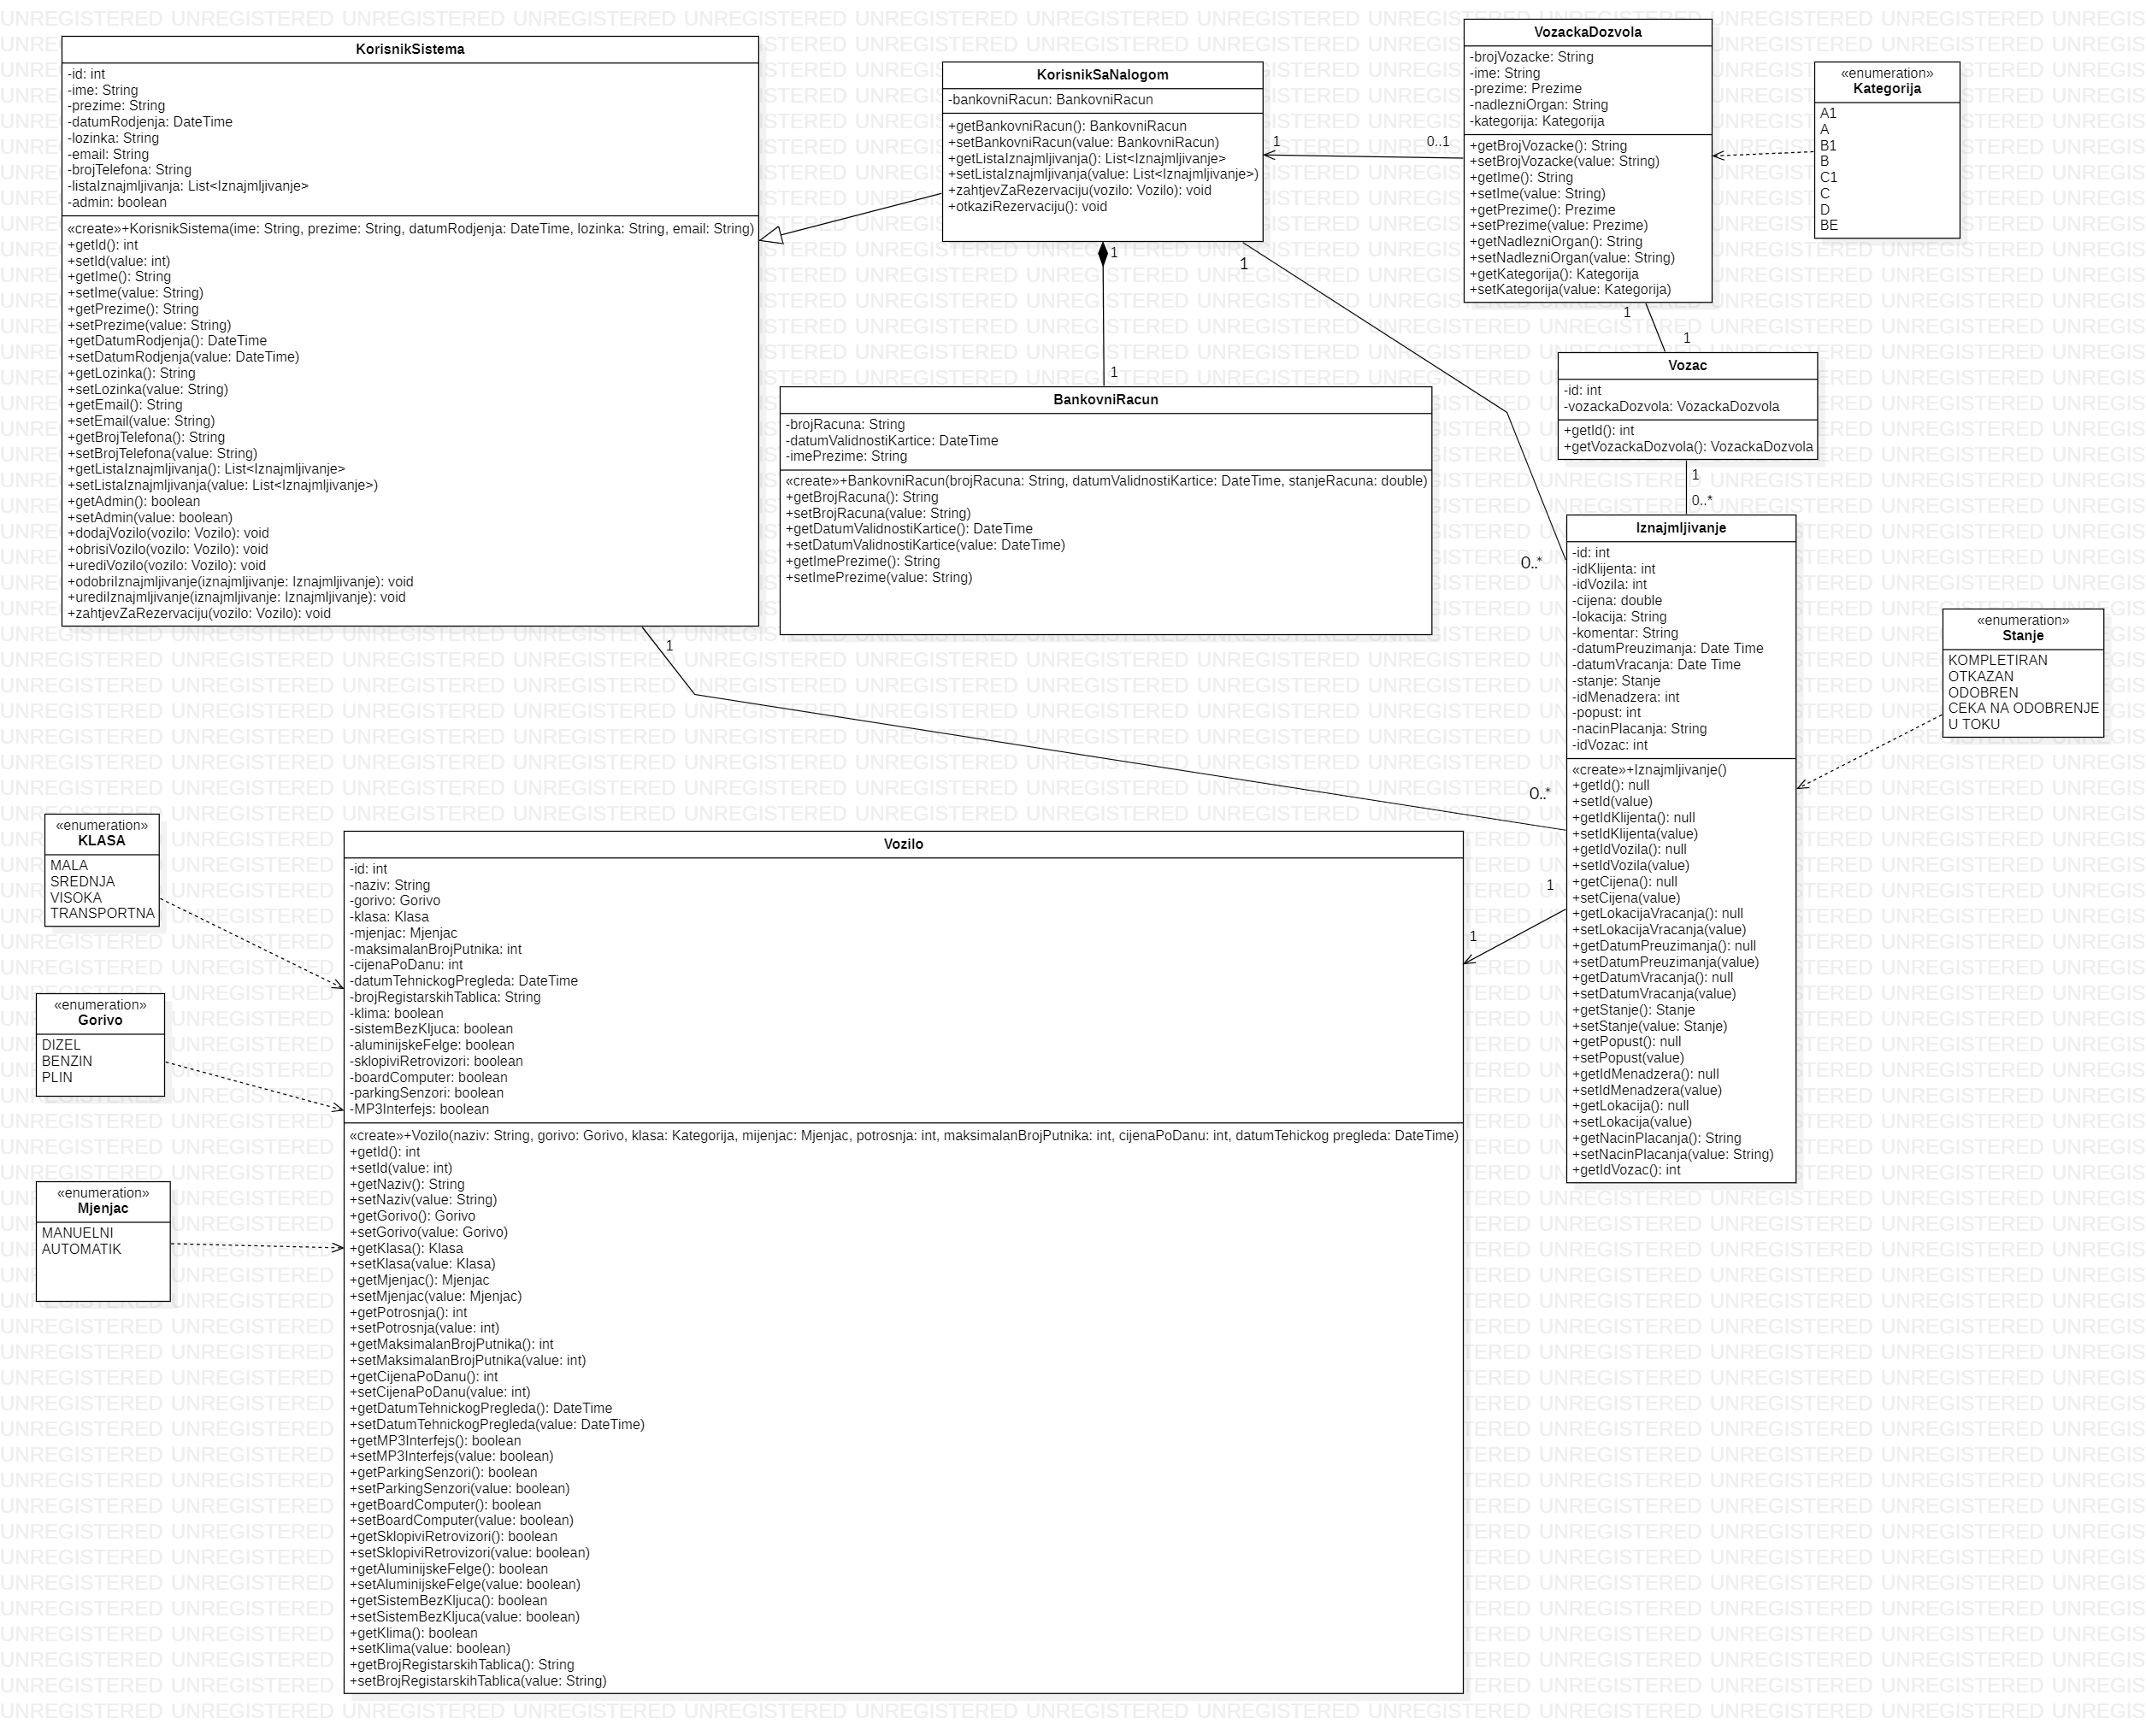 KorisnikSistema
-id: int
-ime: String
-prezime: String
-datumRodjenja: DateTime
-lozinka: String
-email: String
-brojTelefona: String
-listaIznajmljivanja: List<Iznajmljivanje>
-admin: boolean
«create»+KorisnikSistema(ime: String, prezime: String, datumRodjenja: DateTime, lozinka: String, email: String)
+getId(): int
+setId(value: int)
+getIme(): String
+setIme(value: String)
+getPrezime(): String
+setPrezime(value: String)
+getDatumRodjenja(): DateTime
+setDatumRodjenja(value: DateTime)
+getLozinka(): String
+setLozinka(value: String)
+getEmail(): String
+setEmail(value: String)
+getBrojTelefona(): String
+setBrojTelefona(value: String)
+getListaIznajmljivanja(): List<Iznajmljivanje>
+setListaIznajmljivanja(value: List<Iznajmljivanje>)
+getAdmin(): boolean
+setAdmin(value: boolean)
+dodajVozilo(vozilo: Vozilo): void
+obrisiVozilo(vozilo: Vozilo): void
+urediVozilo(vozilo: Vozilo): void
+odobriIznajmljivanje(iznajmljivanje: Iznajmljivanje): void
+urediIznajmljivanje(iznajmljivanje: Iznajmljivanje): void
+zahtjevZaRezervaciju(vozilo: Vozilo): void
1
0..*
KorisnikSaNalogom
-bankovniRacun: BankovniRacun
+getBankovniRacun(): BankovniRacun
+setBankovniRacun(value: BankovniRacun)
+getListaIznajmljivanja(): List<Iznajmljivanje>
+setListaIznajmljivanja(value: List<Iznajmljivanje>)
+zahtjevZaRezervaciju(vozilo: Vozilo): void
+otkaziRezervaciju(): void
1
0..1
1
1
1
0..*
BankovniRacun
-brojRacuna: String
-datumValidnostiKartice: DateTime
-imePrezime: String
«create»+BankovniRacun(brojRacuna: String, datumValidnostiKartice: DateTime, stanjeRacuna: double)
+getBrojRacuna(): String
+setBrojRacuna(value: String)
+getDatumValidnostiKartice(): DateTime
+setDatumValidnostiKartice(value: DateTime)
+getImePrezime(): String
+setImePrezime(value: String)
VozackaDozvola
-brojVozacke: String
-ime: String
-prezime: Prezime
-nadlezniOrgan: String
-kategorija: Kategorija
+getBrojVozacke(): String
+setBrojVozacke(value: String)
+getIme(): String
+setIme(value: String)
+getPrezime(): Prezime
+setPrezime(value: Prezime)
+getNadlezniOrgan(): String
+setNadlezniOrgan(value: String)
+getKategorija(): Kategorija
+setKategorija(value: Kategorija)
1
1
«enumeration»
Kategorija
A1
A
B1
B
C1
C
D
BE
Vozac
-id: int
-vozackaDozvola: VozackaDozvola
+getId(): int
+getVozackaDozvola(): VozackaDozvola
1
0..*
Iznajmljivanje
-id: int
-idKlijenta: int
-idVozila: int
-cijena: double
-lokacija: String
-komentar: String
-datumPreuzimanja: Date Time
-datumVracanja: Date Time
-stanje: Stanje
-idMenadzera: int
-popust: int
-nacinPlacanja: String
-idVozac: int
«create»+Iznajmljivanje()
+getId(): null
+setId(value)
+getIdKlijenta(): null
+setIdKlijenta(value)
+getIdVozila(): null
+setIdVozila(value)
+getCijena(): null
+setCijena(value)
+getLokacijaVracanja(): null
+setLokacijaVracanja(value)
+getDatumPreuzimanja(): null
+setDatumPreuzimanja(value)
+getDatumVracanja(): null
+setDatumVracanja(value)
+getStanje(): Stanje
+setStanje(value: Stanje)
+getPopust(): null
+setPopust(value)
+getIdMenadzera(): null
+setIdMenadzera(value)
+getLokacija(): null
+setLokacija(value)
+getNacinPlacanja(): String
+setNacinPlacanja(value: String)
+getIdVozac(): int
1
1
«enumeration»
Stanje
KOMPLETIRAN
OTKAZAN
ODOBREN
CEKA NA ODOBRENJE
U TOKU
«enumeration»
KLASA
MALA
SREDNJA
VISOKA
TRANSPORTNA
«enumeration»
Gorivo
DIZEL
BENZIN
PLIN
«enumeration»
Mjenjac
MANUELNI
AUTOMATIK
Vozilo
-id: int
-naziv: String
-gorivo: Gorivo
-klasa: Klasa
-mjenjac: Mjenjac
-maksimalanBrojPutnika: int
-cijenaPoDanu: int
-datumTehnickogPregleda: DateTime
-brojRegistarskihTablica: String
-klima: boolean
-sistemBezKljuca: boolean
-aluminijskeFelge: boolean
-sklopiviRetrovizori: boolean
-boardComputer: boolean
-parkingSenzori: boolean
-MP3Interfejs: boolean
«create»+Vozilo(naziv: String, gorivo: Gorivo, klasa: Kategorija, mijenjac: Mjenjac, potrosnja: int, maksimalanBrojPutnika: int, cijenaPoDanu: int, datumTehickog pregleda: DateTime)
+getId(): int
+setId(value: int)
+getNaziv(): String
+setNaziv(value: String)
+getGorivo(): Gorivo
+setGorivo(value: Gorivo)
+getKlasa(): Klasa
+setKlasa(value: Klasa)
+getMjenjac(): Mjenjac
+setMjenjac(value: Mjenjac)
+getPotrosnja(): int
+setPotrosnja(value: int)
+getMaksimalanBrojPutnika(): int
+setMaksimalanBrojPutnika(value: int)
+getCijenaPoDanu(): int
+setCijenaPoDanu(value: int)
+getDatumTehnickogPregleda(): DateTime
+setDatumTehnickogPregleda(value: DateTime)
+getMP3Interfejs(): boolean
+setMP3Interfejs(value: boolean)
+getParkingSenzori(): boolean
+setParkingSenzori(value: boolean)
+getBoardComputer(): boolean
+setBoardComputer(value: boolean)
+getSklopiviRetrovizori(): boolean
+setSklopiviRetrovizori(value: boolean)
+getAluminijskeFelge(): boolean
+setAluminijskeFelge(value: boolean)
+getSistemBezKljuca(): boolean
+setSistemBezKljuca(value: boolean)
+getKlima(): boolean
+setKlima(value: boolean)
+getBrojRegistarskihTablica(): String
+setBrojRegistarskihTablica(value: String)